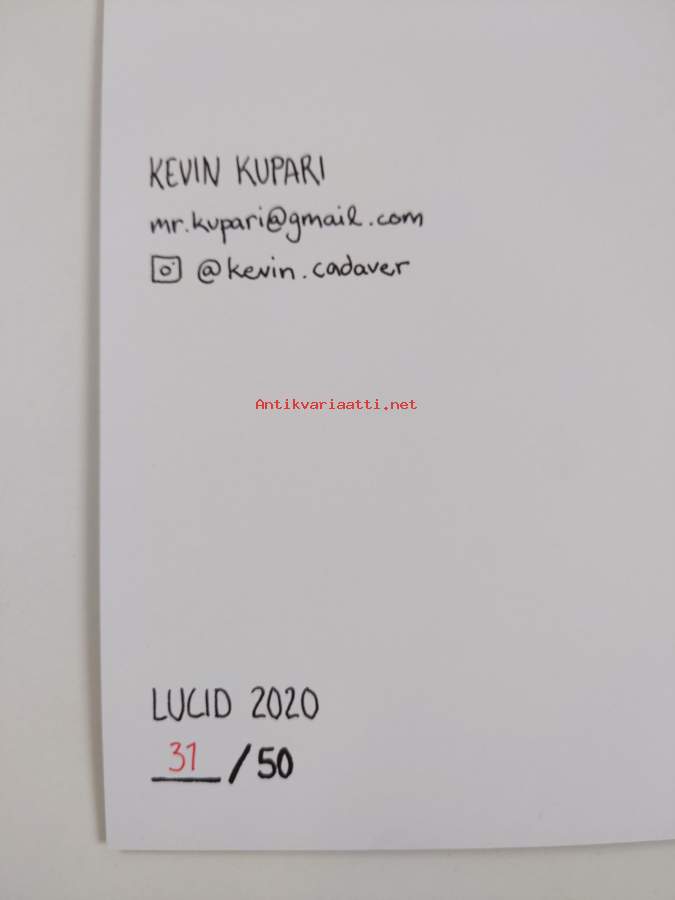 KEVIN KUPARI
mr.kupari@gmail.com
@kevin.cadaver
Antikvariaatti.net
LUCID 2020
31/50